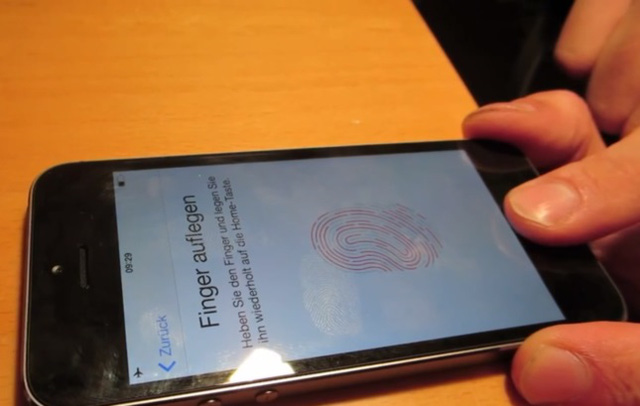 09:29
Zurück
Finger auflegen
Heben Sie den Finger und legen Sie
ihn wiederholt auf die Home-Taste.